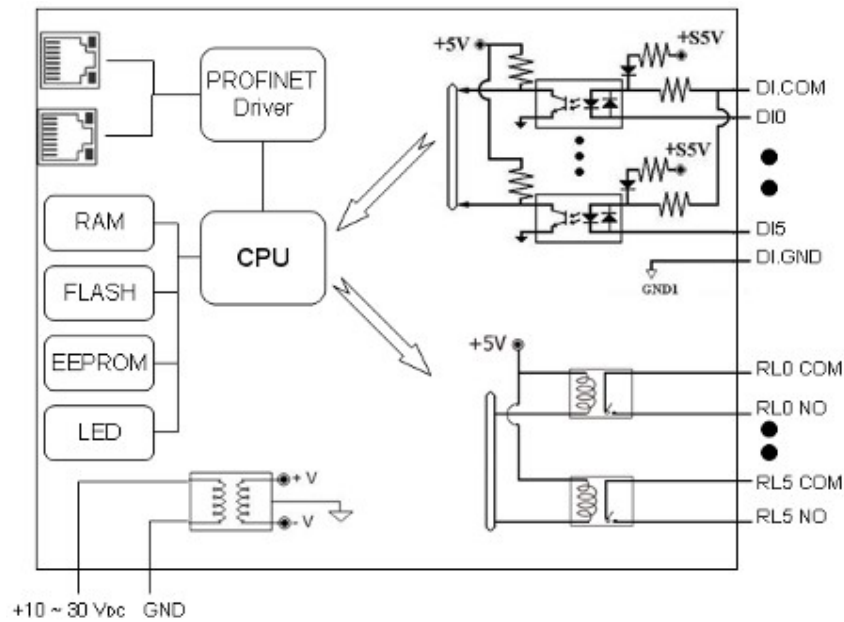 PROFINET
Driver
CPU
RAM
FLASH
EEPROM
LED
+ V
- V
+10 ~ 30 VDC
GND
+5V
+S5V
DI.COM
DI0
+S5V
DI5
DI.GND
GND1
+5V
RL0 COM
RL0 NO
RL5 COM
RL5 NO